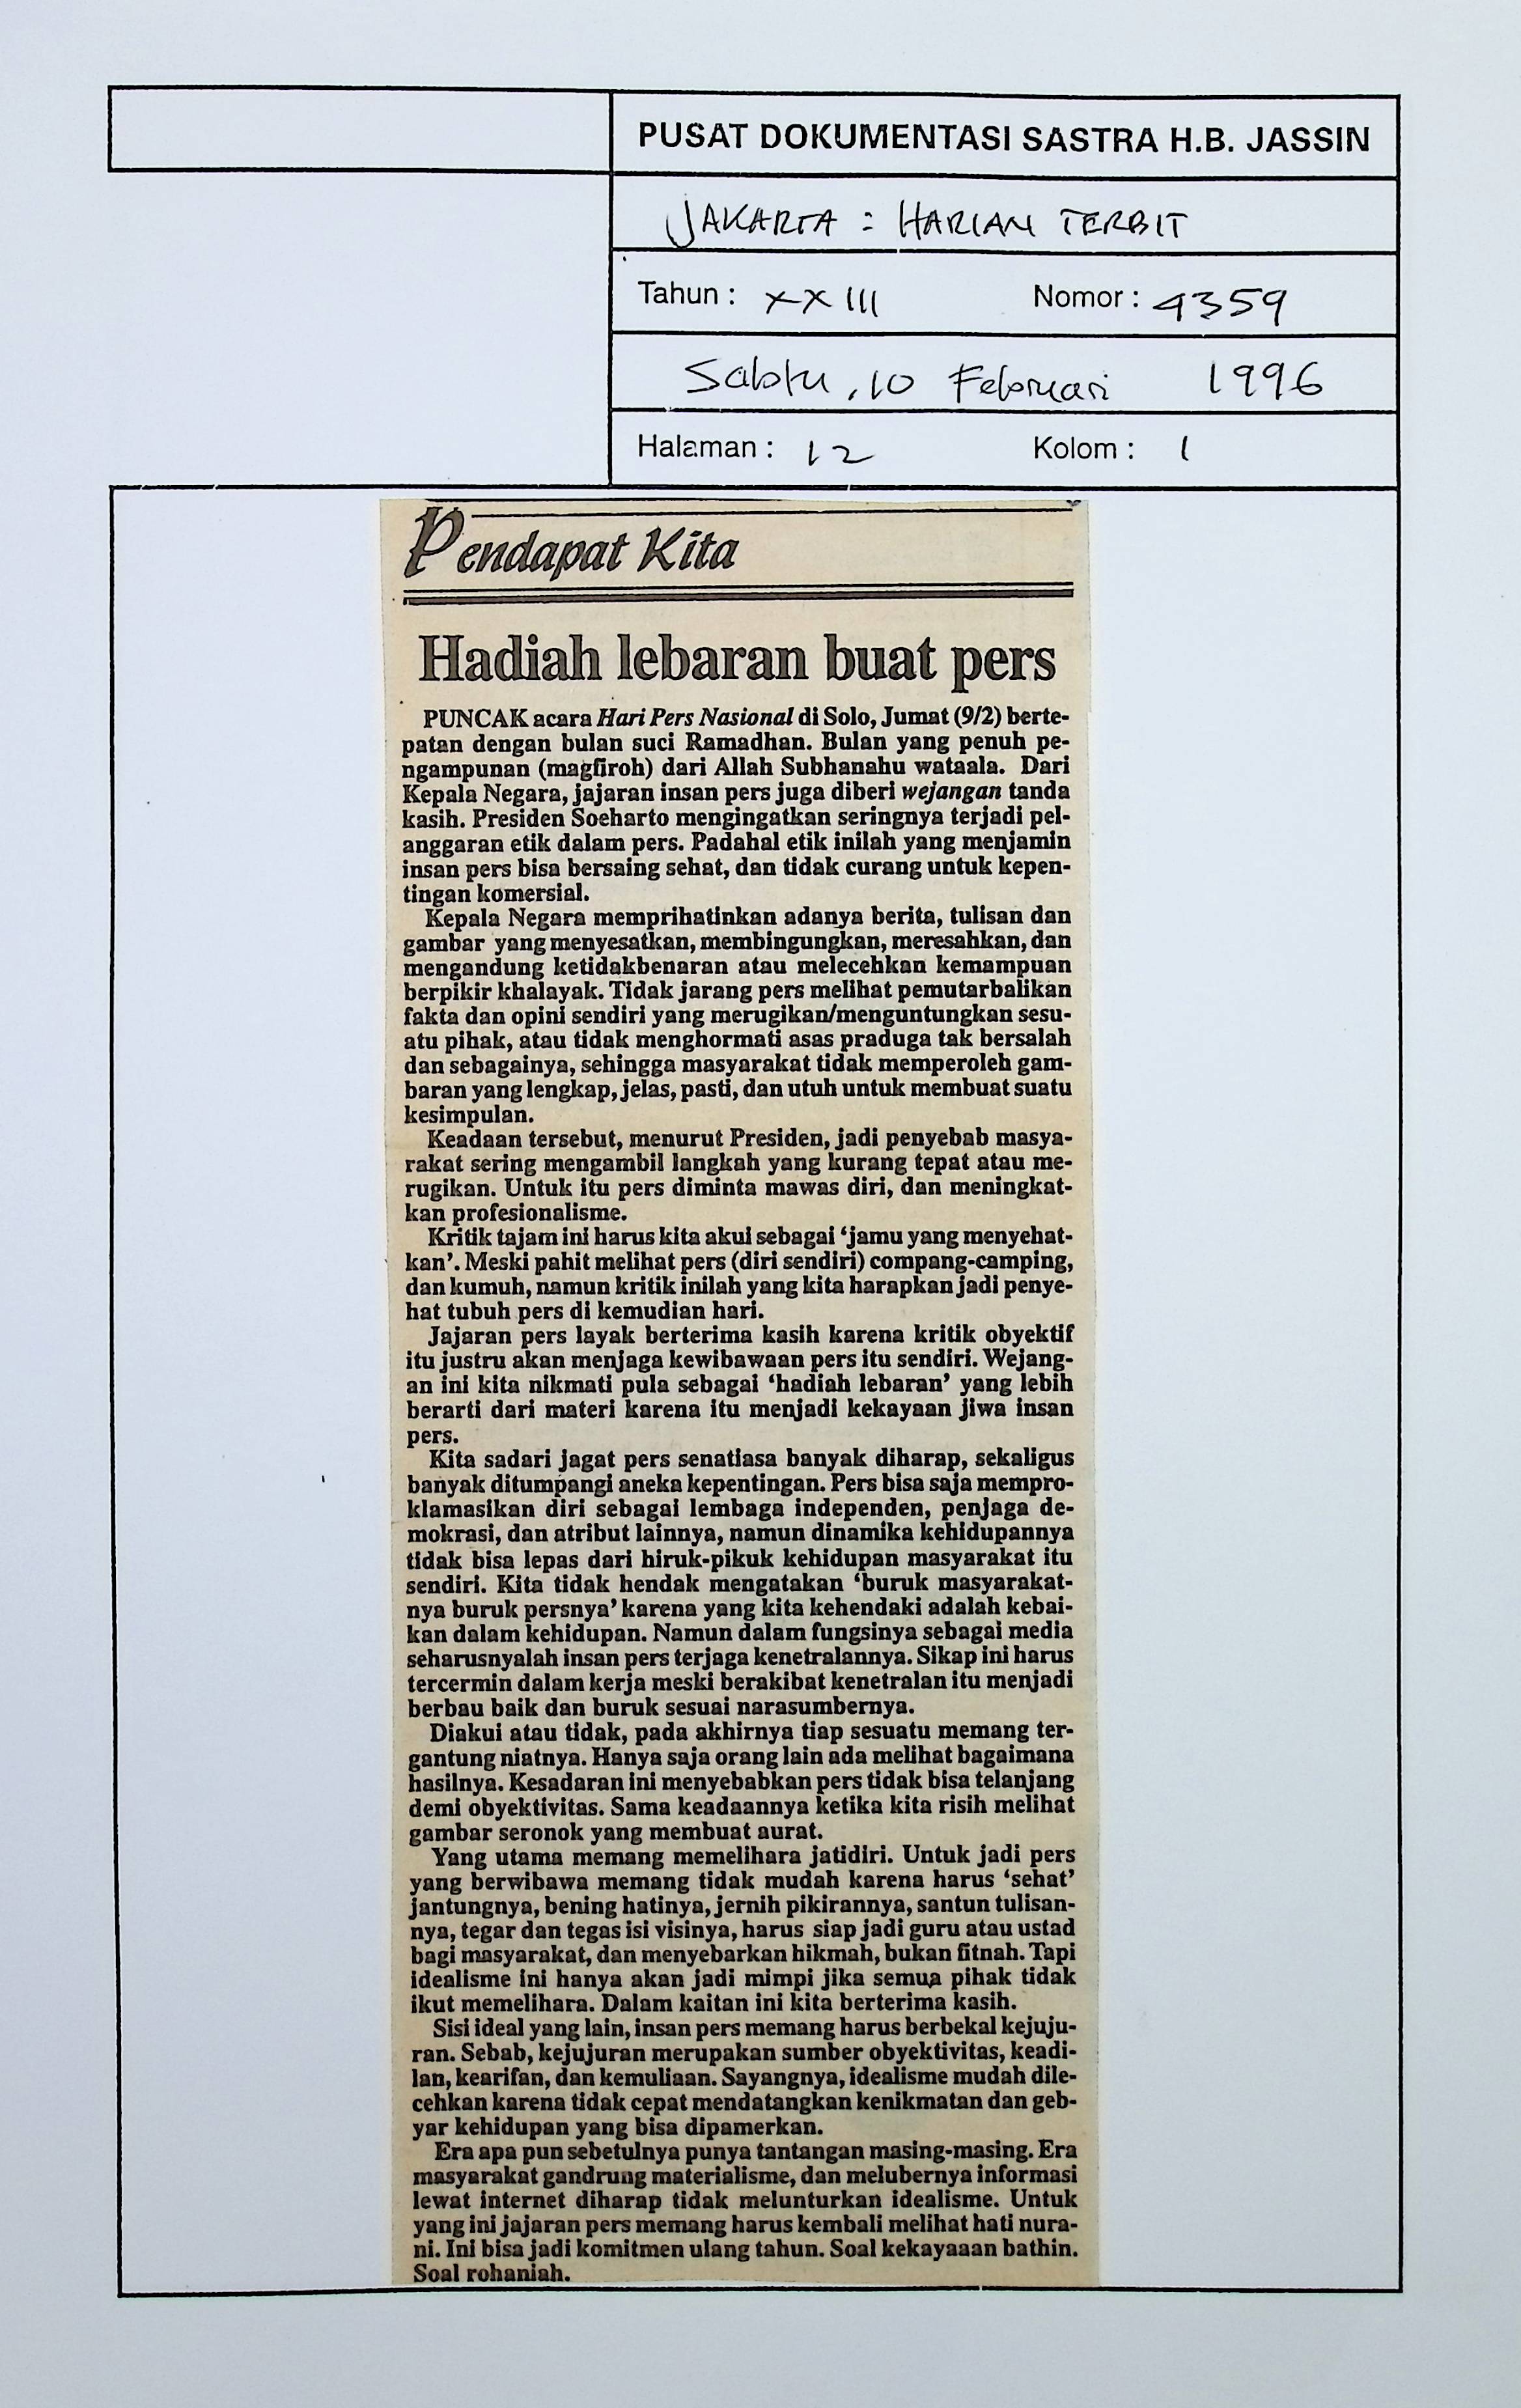 PUSAT DOKUMENTASI SASTRA H.B. JASSIN
JAKARTA : HARIAN TERBIT
Tahun : XXIII Nomor : 4359
Sabtu, 10 Februari 1996
Halaman : 12 Kolom : 1
Pendapat Kita
Hadiah lebaran buat pers
PUNCAK acara Hari Pers Nasional di Solo, Jumat (9/2) berte-
patan dengan bulan suci Ramadhan. Bulan yang penuh pe-
ngampunan (magfiroh) dari Allah Subhanahu wataala. Dari
Kepala Negara, jajaran insan pers juga diberi wejangan tanda
kasih. Presiden Soeharto mengingatkan seringnya terjadi pel-
anggaran etik dalam pers. Padahal etik inilah yang menjamin
insan pers bisa bersaing sehat, dan tidak curang untuk kepen-
tingan komersial.
Kepala Negara memprihatinkan adanya berita, tulisan dan
gambar yang menyesatkan, membingungkan, meresahkan, dan
mengandung ketidakbenaran atau melecehkan kemampuan
berpikir khalayak. Tidak jarang pers melihat pemutarbalikan
fakta dan opini sendiri yang merugikan/menguntungkan sesu-
atu pihak, atau tidak menghormati asas praduga tak bersalah
dan sebagainya, sehingga masyarakat tidak memperoleh gam-
baran yang lengkap, jelas, pasti, dan utuh untuk membuat suatu
kesimpulan.
Keadaan tersebut, menurut Presiden, jadi penyebab masya-
rakat sering mengambil langkah yang kurang tepat atau me-
rugikan. Untuk itu pers diminta mawas diri, dan meningkat-
kan profesionalisme.
Kritik tajam ini harus kita akui sebagai ‘jamu yang menyehat-
kan’. Meski pahit melihat pers (diri sendiri) compang-camping,
dan kumuh, namun kritik inilah yang kita harapkan jadi penye-
hat tubuh pers di kemudian hari.
Jajaran pers layak berterima kasih karena kritik obyektif
itu justru akan menjaga kewibawaan pers itu sendiri. Wejang-
an ini kita nikmati pula sebagai ‘hadiah lebaran’ yang lebih
berarti dari materi karena itu menjadi kekayaan jiwa insan
pers.
Kita sadari jagat pers senatiasa banyak diharap, sekaligus
banyak ditumpangi aneka kepentingan. Pers bisa saja mempro-
klamasikan diri sebagai lembaga independen, penjaga de-
mokrasi, dan atribut lainnya, namun dinamika kehidupannya
tidak bisa lepas dari hiruk-pikuk kehidupan masyarakat itu
sendiri. Kita tidak hendak mengatakan ‘buruk masyarakat-
nya buruk persnya’ karena yang kita kehendaki adalah kebai-
kan dalam kehidupan. Namun dalam fungsinya sebagai media
seharusnyalah insan pers terjaga kenetralannya. Sikap ini harus
tercermin dalam kerja meski berakibat kenetralan itu menjadi
berbau baik dan buruk sesuai narasumbernya.
Diakui atau tidak, pada akhirnya tiap sesuatu memang ter-
gantung niatnya. Hanya saja orang lain ada melihat bagaimana
hasilnya. Kesadaran ini menyebabkan pers tidak bisa telanjang
demi obyektivitas. Sama keadaannya ketika kita risih melihat
gambar seronok yang membuat aurat.
Yang utama memang memelihara jatidiri. Untuk jadi pers
yang berwibawa memang tidak mudah karena harus ‘sehat’
jantungnya, bening hatinya, jernih pikirannya, santun tulisan-
nya, tegar dan tegas isi visinya, harus siap jadi guru atau ustad
bagi masyarakat, dan menyebarkan hikmah, bukan fitnah. Tapi
idealisme ini hanya akan jadi mimpi jika semua pihak tidak
ikut memelihara. Dalam kaitan ini kita berterima kasih.
Sisi ideal yang lain, insan pers memang harus berbekal kejuju-
ran. Sebab, kejujuran merupakan sumber obyektivitas, keadi-
lan, kearifan, dan kemuliaan. Sayangnya, idealisme mudah dile-
cehkan karena tidak cepat mendatangkan kenikmatan dan geb-
yar kehidupan yang bisa dipamerkan.
Era apa pun sebetulnya punya tantangan masing-masing. Era
masyarakat gandrung materialisme, dan melubernya informasi
lewat internet diharap tidak melunturkan idealisme. Untuk
yang ini jajaran pers memang harus kembali melihat hati nura-
ni. Ini bisa jadi komitmen ulang tahun. Soal kekayaaan bathin.
Soal rohaniah.